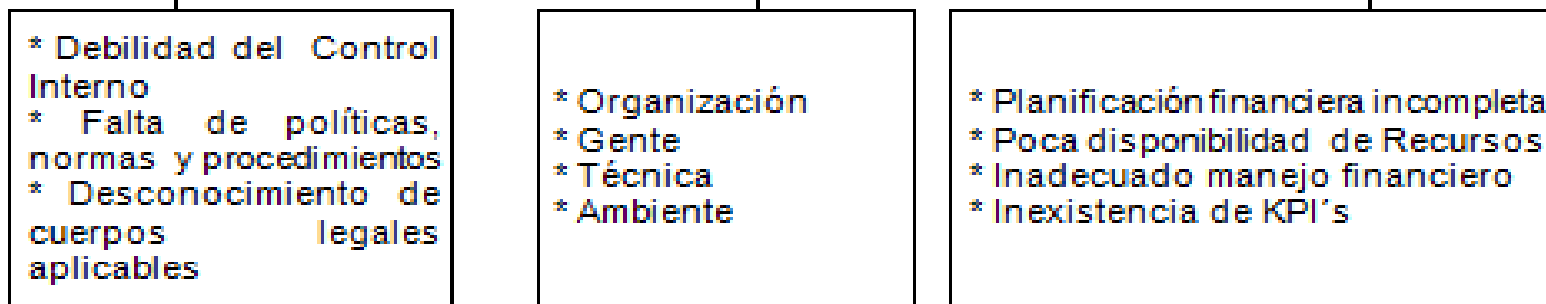 * Debilidad del Control
Interno
* Falta de políticas,
normas y procedimientos
* Desconocimiento de
cuerpos legales
aplicables
* Organización
* Gente
* Técnica
* Ambiente
* Planificación financiera incompleta
* Poca disponibilidad de Recursos
* Inadecuado manejo financiero
* Inexistencia de KPI´s